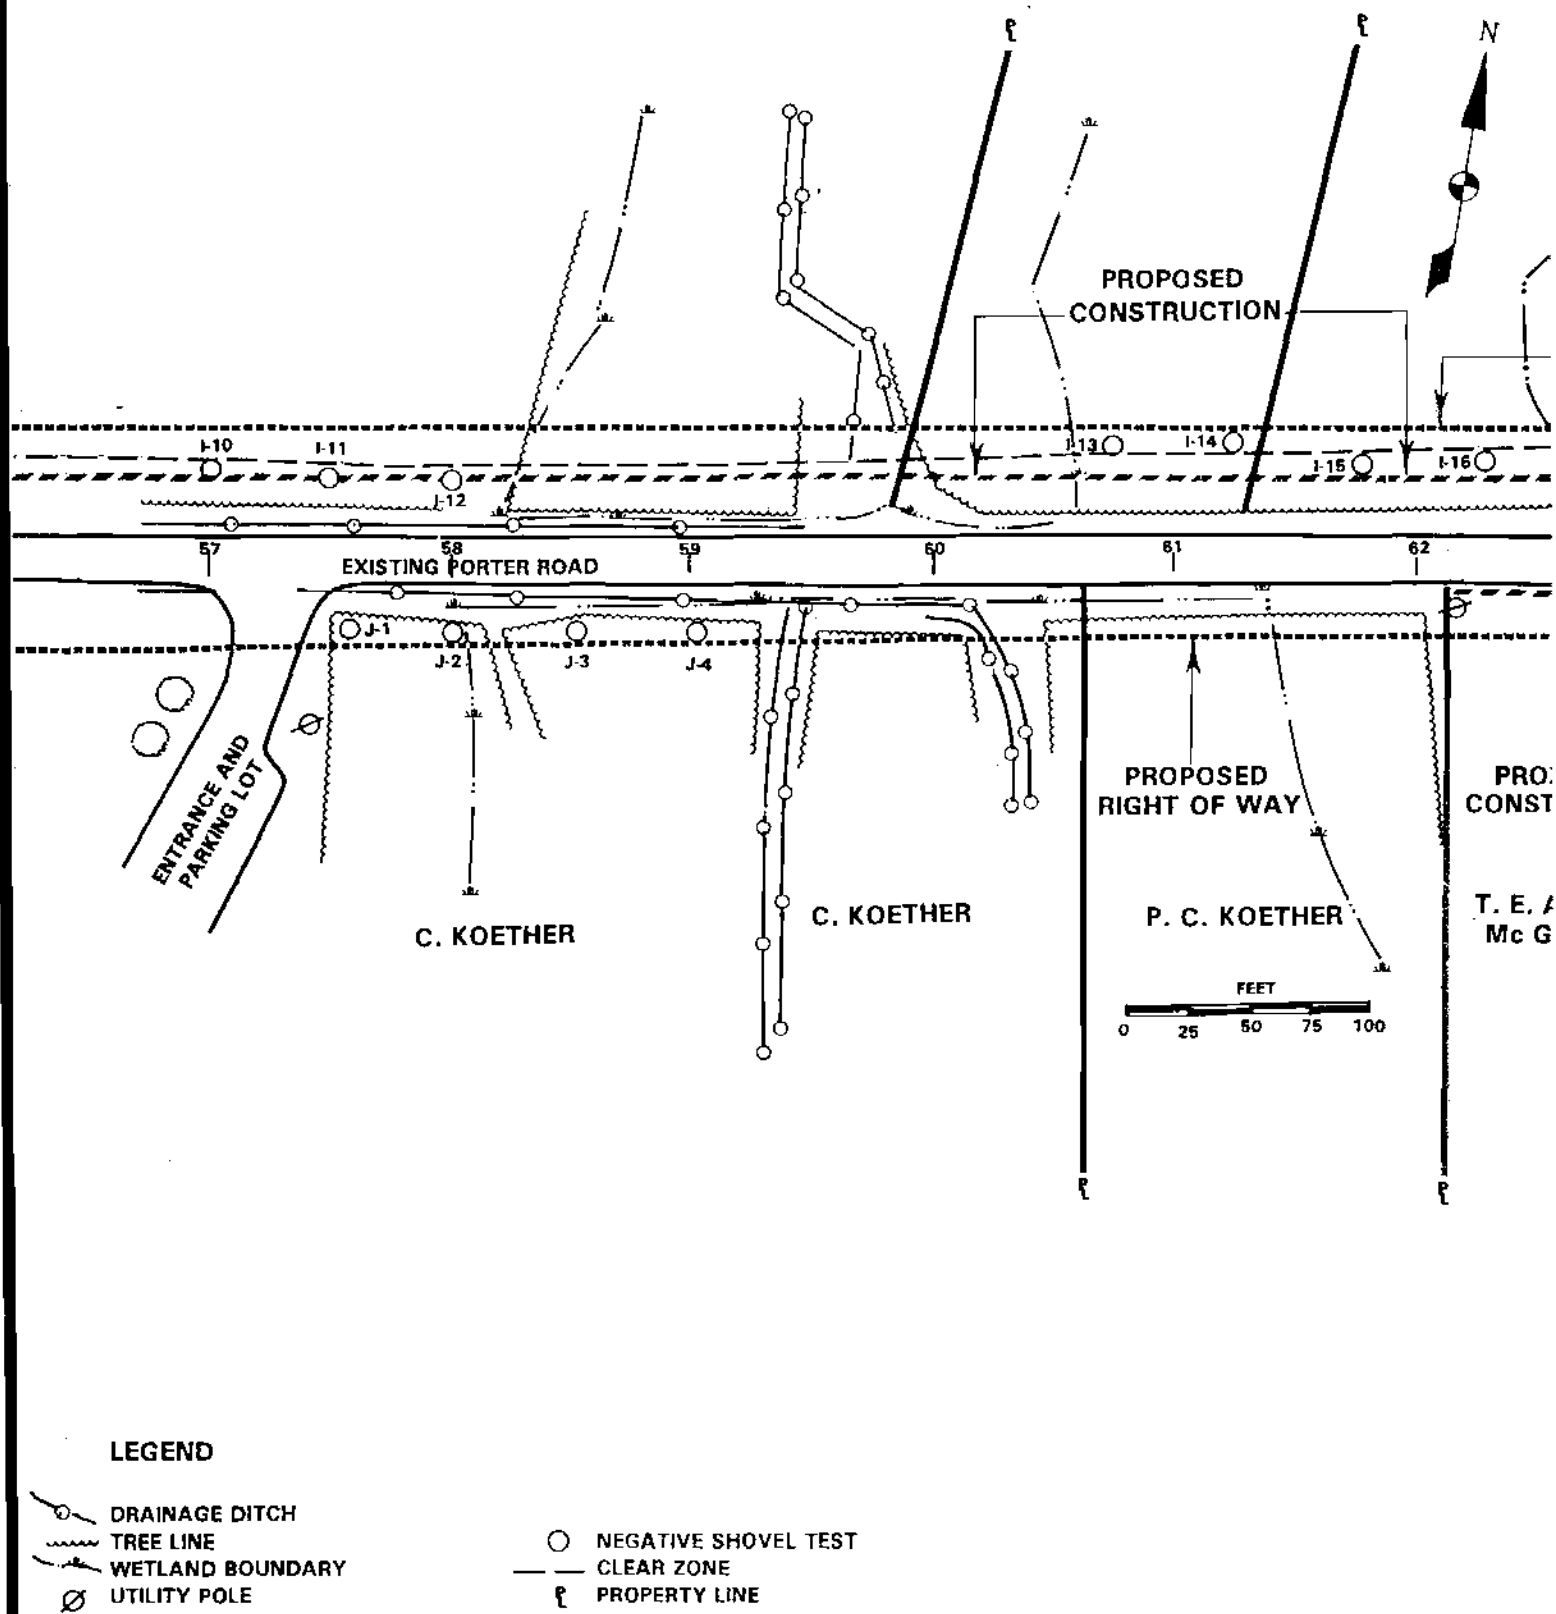 N
PROPOSED
CONSTRUCTION
I-10
I-11
J-12
I-13
I-14
I-15
I-16
57
58
59
60
61
62
EXISTING PORTER ROAD
J-1
J-2
J-3
J-4
ENTRANCE AND
PARKING LOT
PROPOSED
RIGHT OF WAY
C. KOETHER
C. KOETHER
P. C. KOETHER
T. E.
Mc G
CONST
FEET
0 25 50 75 100
LEGEND
DRAINAGE DITCH
TREE LINE
WETLAND BOUNDARY
UTILITY POLE
NEGATIVE SHOVEL TEST
CLEAR ZONE
PROPERTY LINE